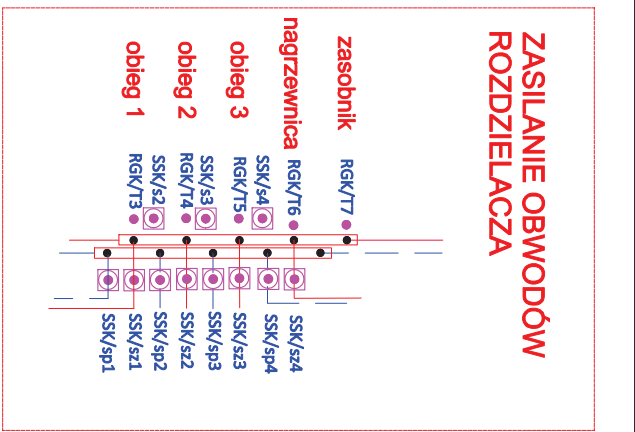 ZASILANIE OBWODÓW
ROZDZIELACZA
zasobnik
nagrzewnica
obieg 3
obieg 2
obieg 1
RGK/T7
RGK/T6
SSK/s4
RGK/T5
SSK/s3
RGK/T4
SSK/s2
RGK/T3
SSK/sz4
SSK/sp4
SSK/sz3
SSK/sp3
SSK/sz2
SSK/sp2
SSK/sz1
SSK/sp1